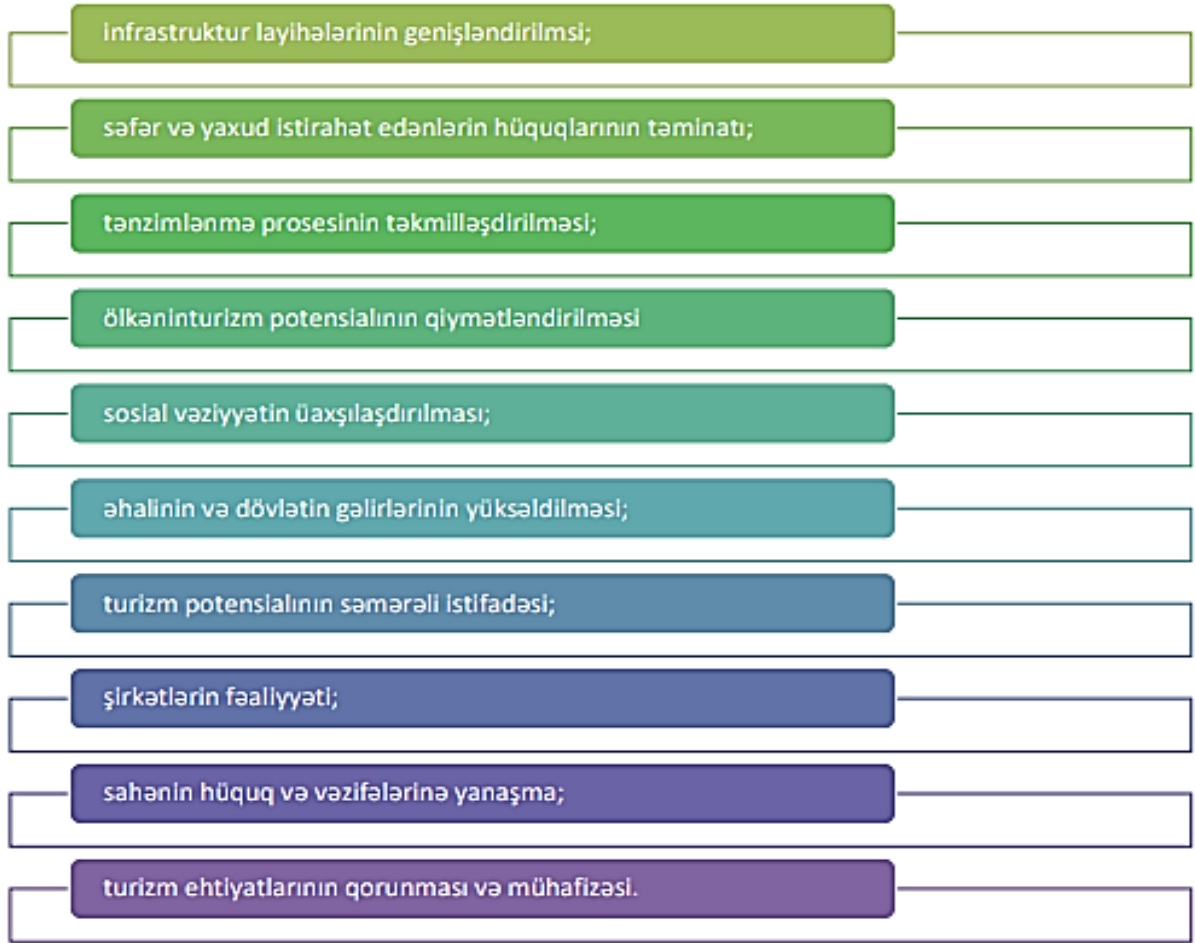 infrastruktur layihələrinin genişləndirilmsi;
səfər və yaxud istirahət edənlərin hüquqlarının təminatı;
tənzimlənmə prosesinin təkmilləşdirilməsi;
ölkəninturizm potensialının qiymətləndirilməsi
sosial vəziyyətin üaxşılaşdırılması;
əhalinin və dövlətin gəlirlərinin yüksəldilməsi;
turizm potensialının səmərəli istifadəsi;
şirkətlərin fəaliyyəti;
sahənin hüquq və vəzifələrinə yanaşma;
turizm ehtiyatlarının qorunması və mühafizəsi.